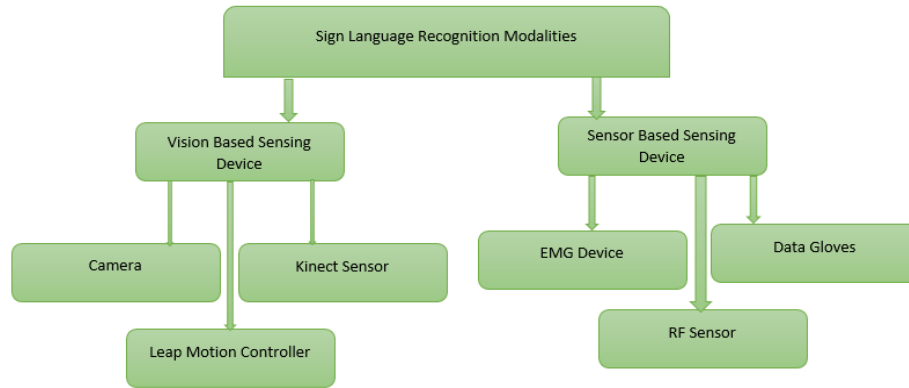 Sign Language Recognition Modalities
Vision Based Sensing
Device
Sensor Based Sensing
Device
Camera
Kinect Sensor
EMG Device
Data Gloves
Leap Motion Controller
RF Sensor